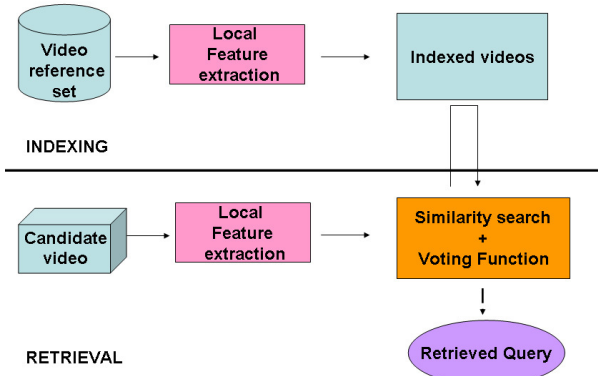 Video
reference
set
Local
Feature
extraction
Indexed videos
INDEXING
Candidate
video
Local
Feature
extraction
Similarity search
+
Voting Function
Retrieved Query
RETRIEVAL